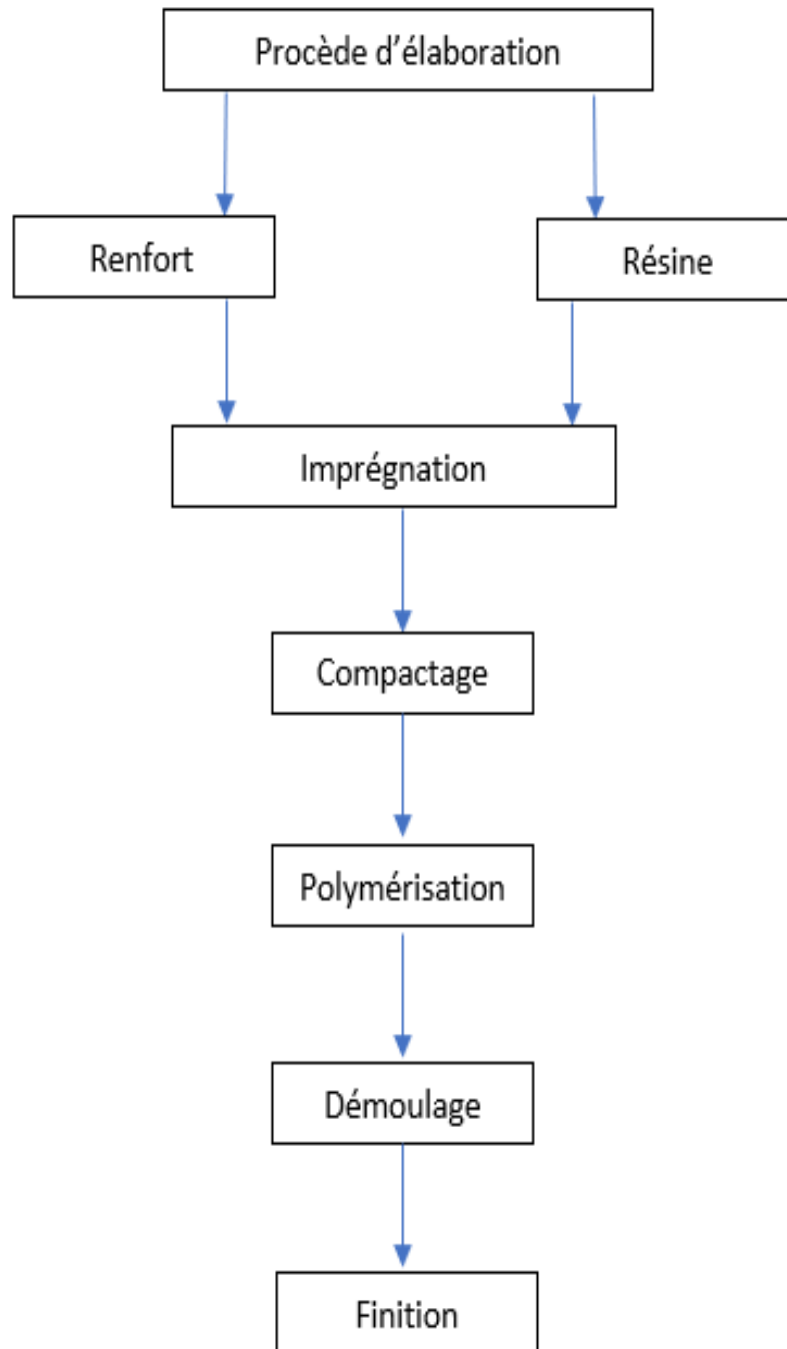 Procède d’élaboration
Renfort
Résine
Imprégnation
Compactage
Polymérisation
Démoulage
Finition